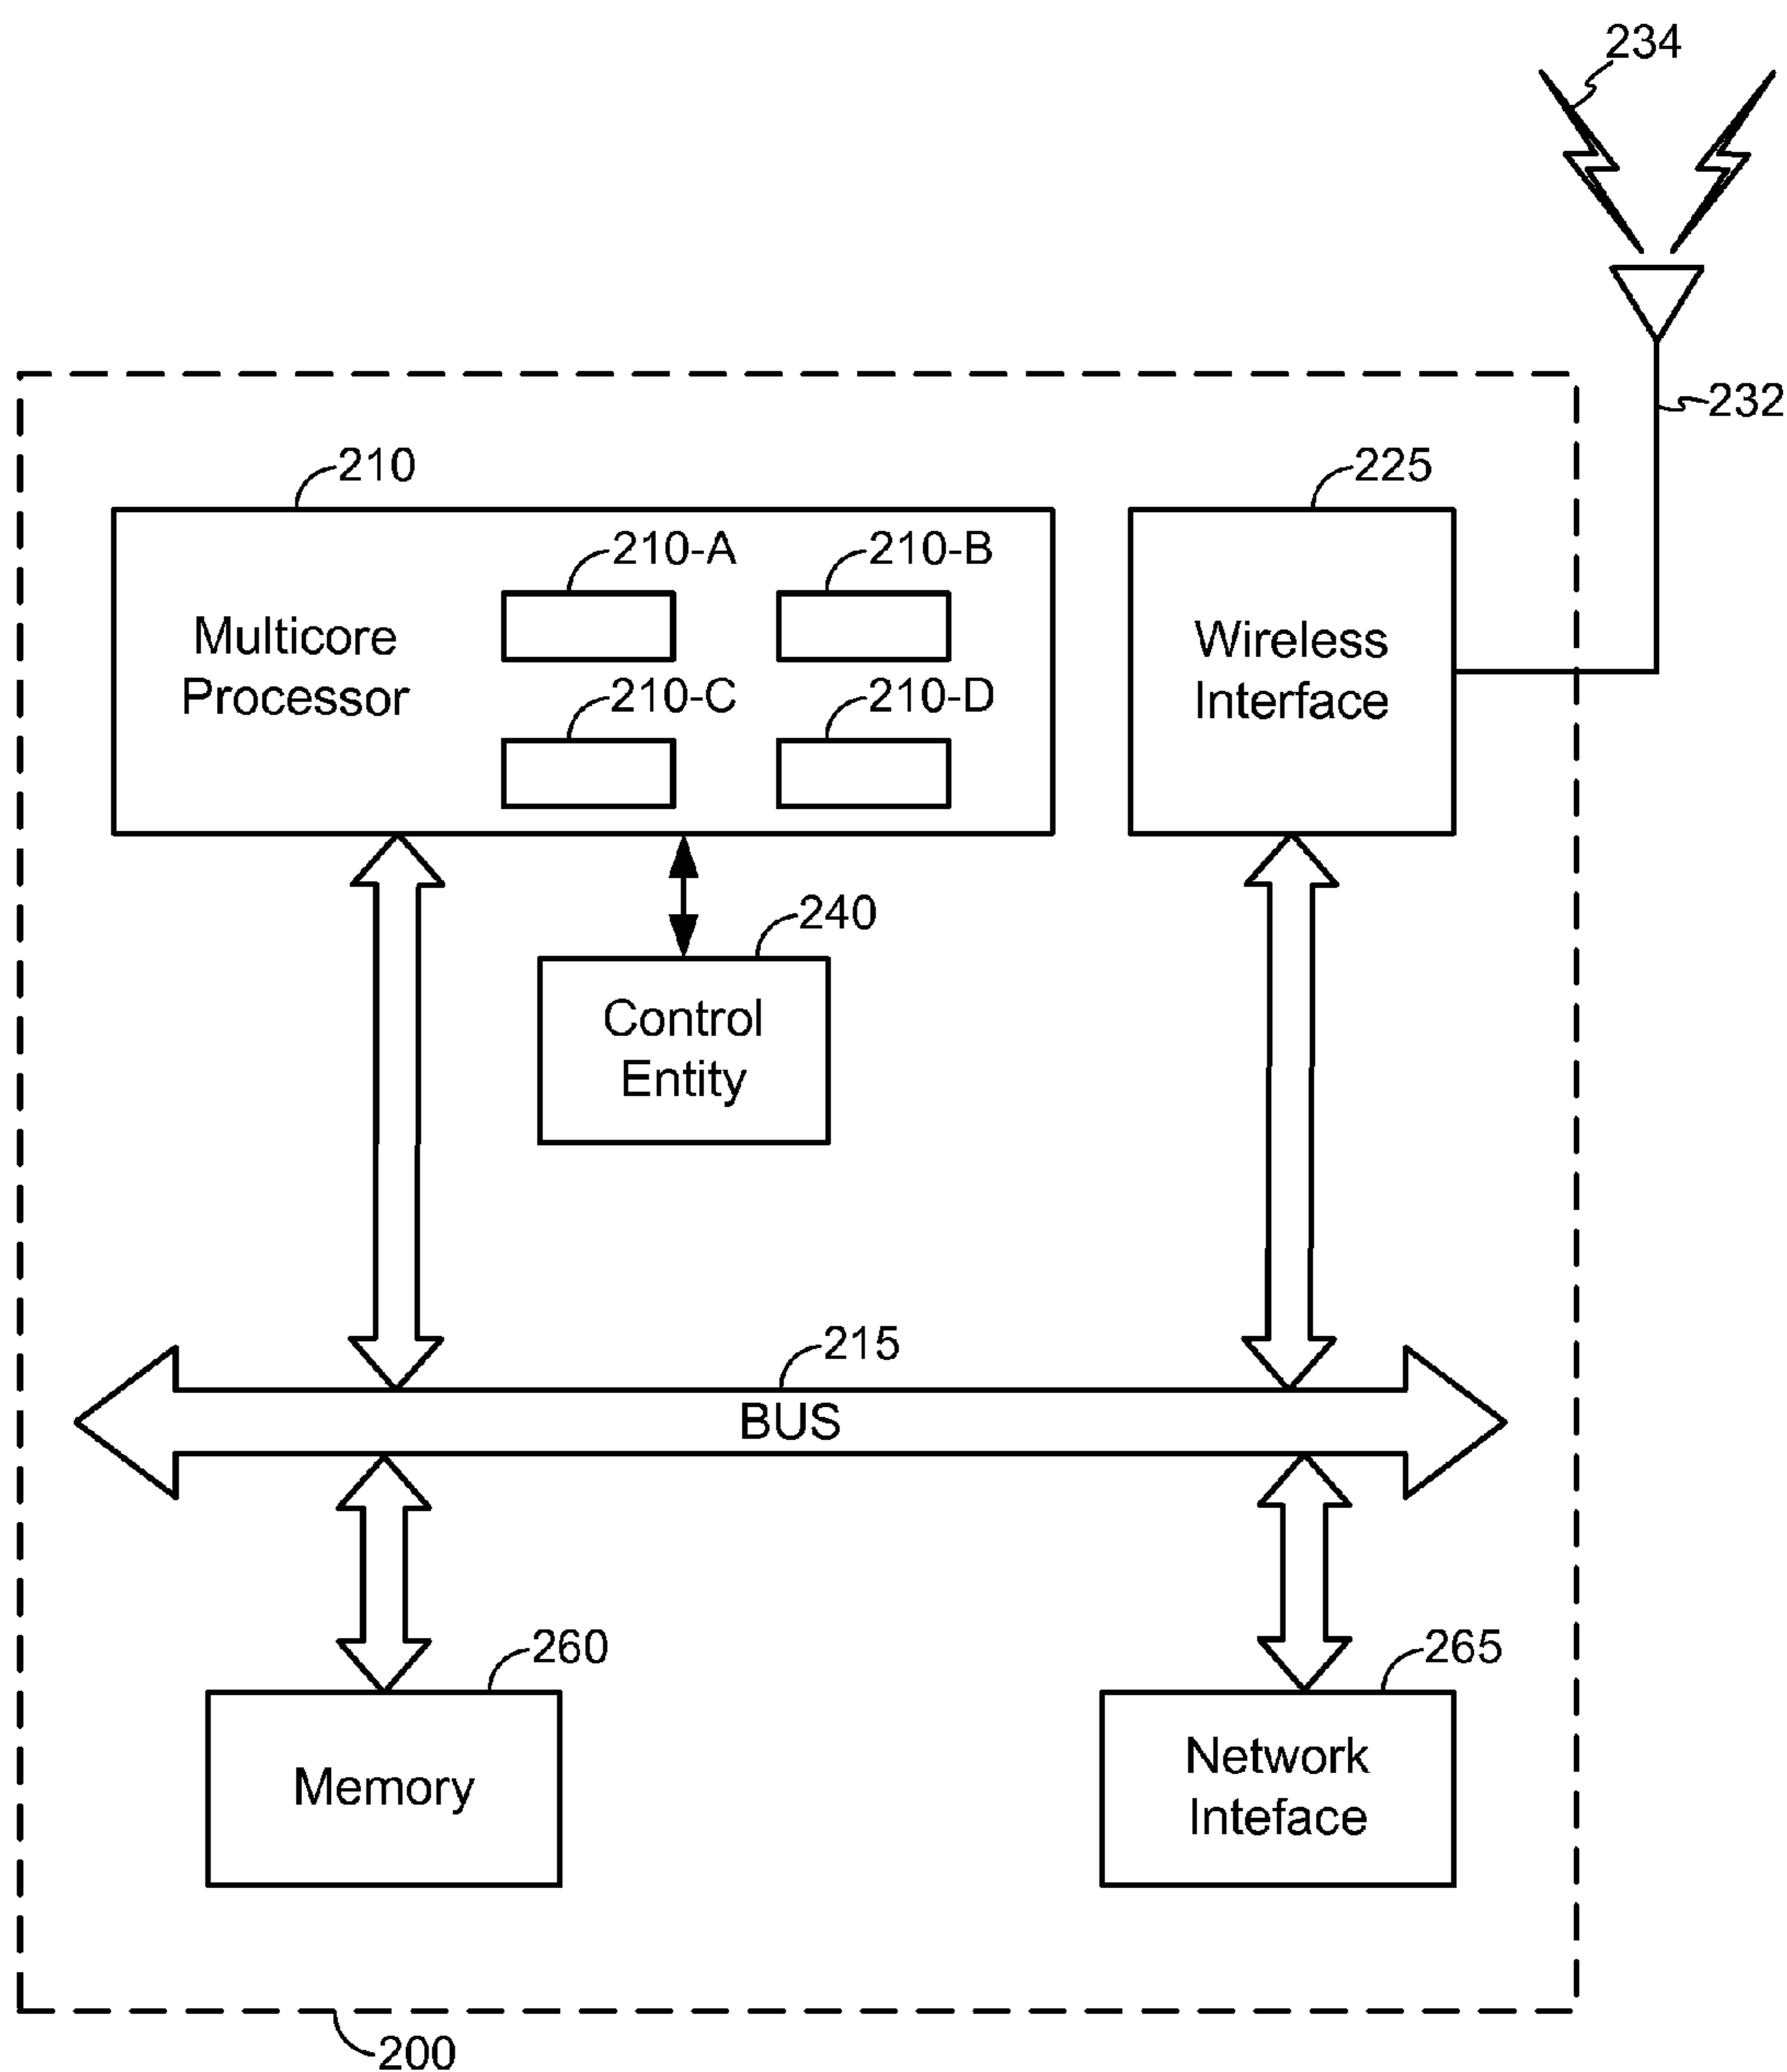 234
232
210
225
210-A
210-B
Multicore
Processor
210-C
210-D
Wireless
Interface
240
Control
Entity
215
BUS
260
265
Memory
Network
Inteface
200